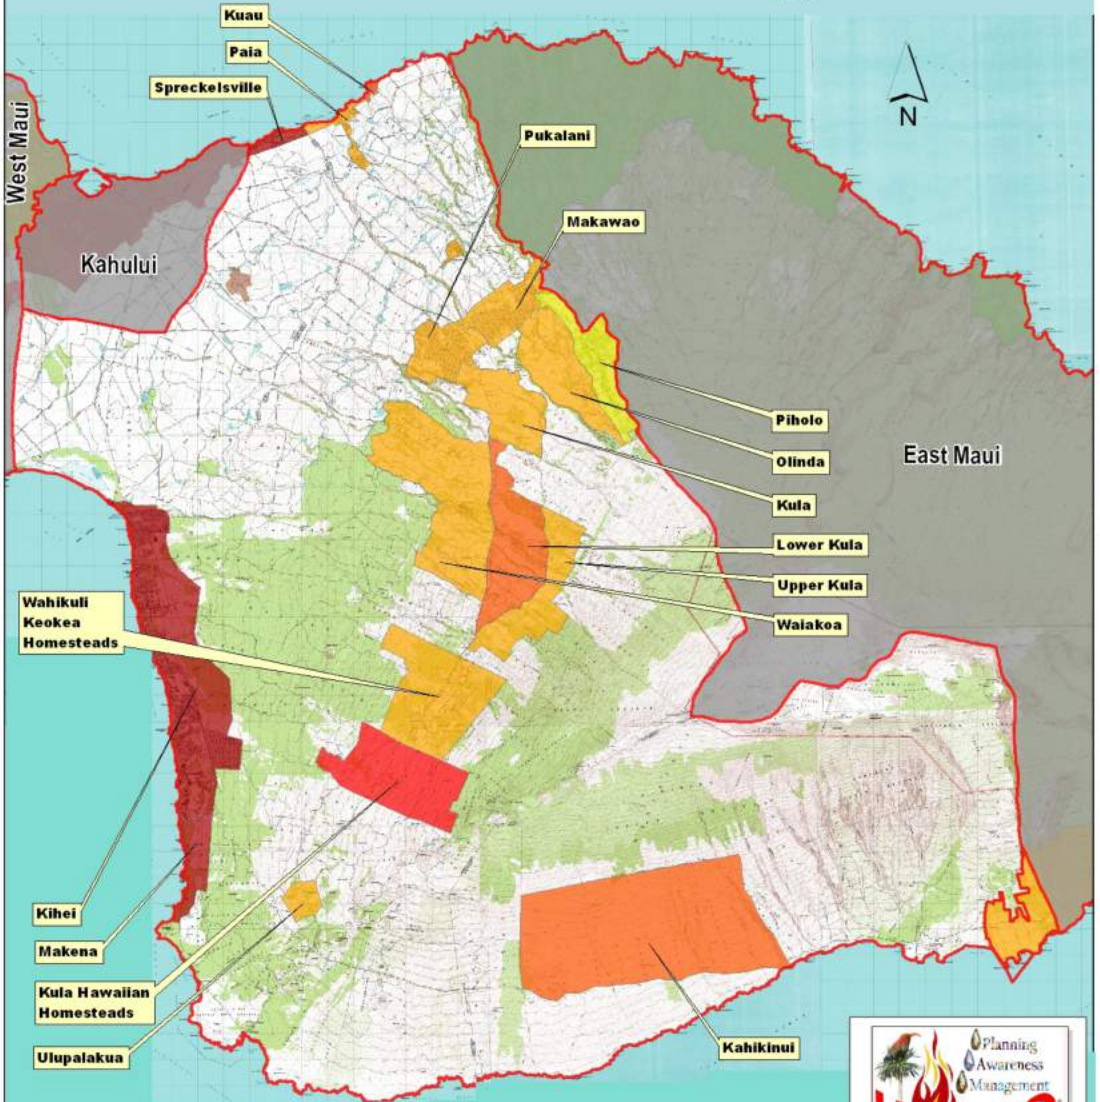 Kuau
Paia
Spreckelsville
West Maui
N
Pukalani
Makawao
Kahului
Piholo
Olinda
East Maui
Kula
Lower Kula
Upper Kula
Waiakoa
Wahikuli
Keokea
Homesteads
Kihei
Makena
Kula Hawaiian
Homesteads
Ulupalakua
Kahikinui
Planning
Awareness
Management